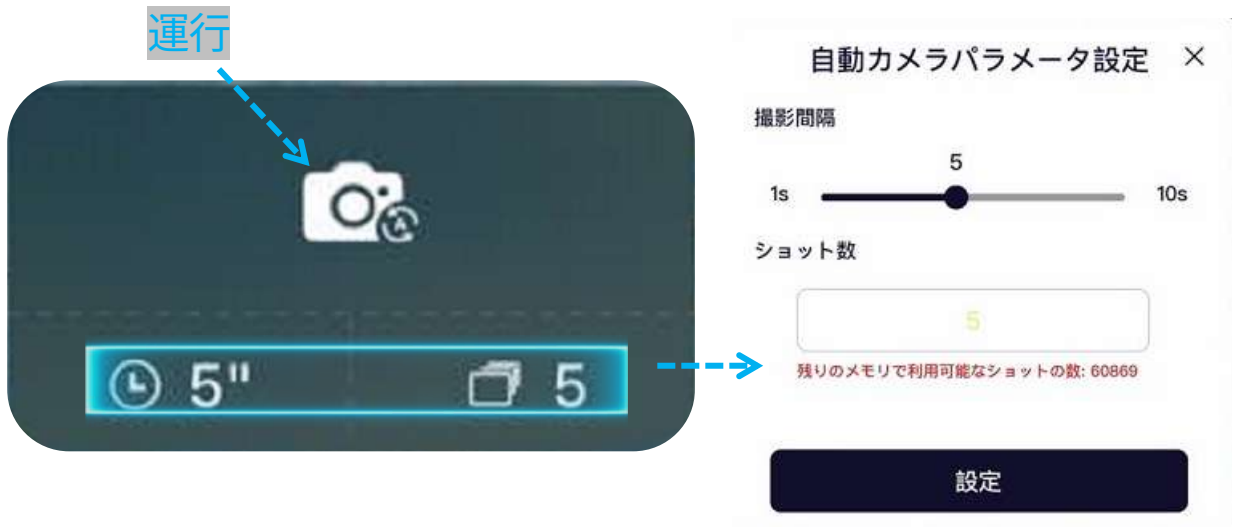 運行
5"
5
自動カメラパラメータ設定
撮影間隔
5
1s
10s
ショット数
5
残りのメモリで利用可能なショットの数: 60869
設定